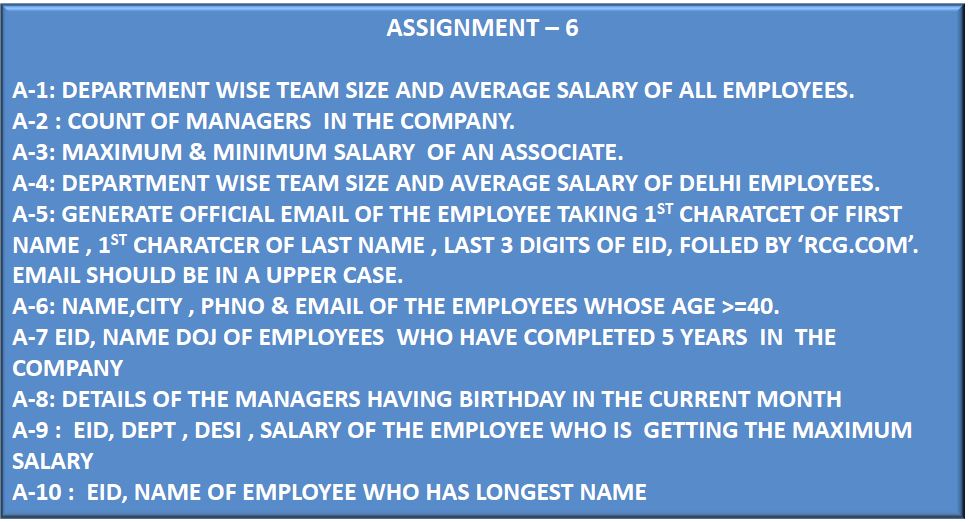 ASSIGNMENT – 6
A-1: DEPARTMENT WISE TEAM SIZE AND AVERAGE SALARY OF ALL EMPLOYEES.
A-2 : COUNT OF MANAGERS IN THE COMPANY.
A-3: MAXIMUM & MINIMUM SALARY OF AN ASSOCIATE.
A-4: DEPARTMENT WISE TEAM SIZE AND AVERAGE SALARY OF DELHI EMPLOYEES.
A-5: GENERATE OFFICIAL EMAIL OF THE EMPLOYEE TAKING 1ST CHARATCET OF FIRST
NAME , 1ST CHARATCER OF LAST NAME , LAST 3 DIGITS OF EID, FOLLED BY ‘RCG.COM’.
EMAIL SHOULD BE IN A UPPER CASE.
A-6: NAME,CITY , PHNO & EMAIL OF THE EMPLOYEES WHOSE AGE >=40.
A-7 EID, NAME DOJ OF EMPLOYEES WHO HAVE COMPLETED 5 YEARS IN THE
COMPANY
A-8: DETAILS OF THE MANAGERS HAVING BIRTHDAY IN THE CURRENT MONTH
A-9 : EID, DEPT , DESI , SALARY OF THE EMPLOYEE WHO IS GETTING THE MAXIMUM
SALARY
A-10 : EID, NAME OF EMPLOYEE WHO HAS LONGEST NAME